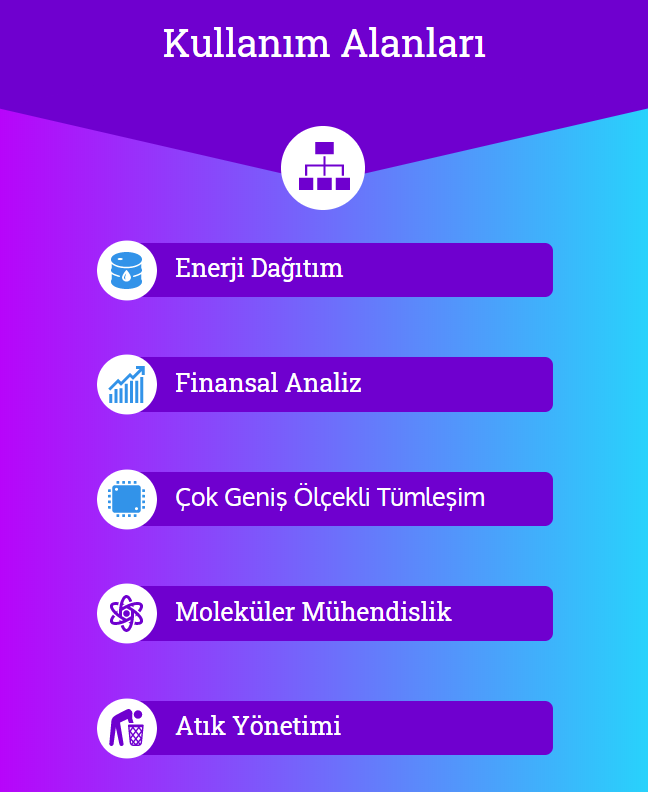 Kullanım Alanları
Enerji Dağıtım
Finansal Analiz
Çok Geniş Ölçekli Tümleşim
Moleküler Mühendislik
Atık Yönetimi